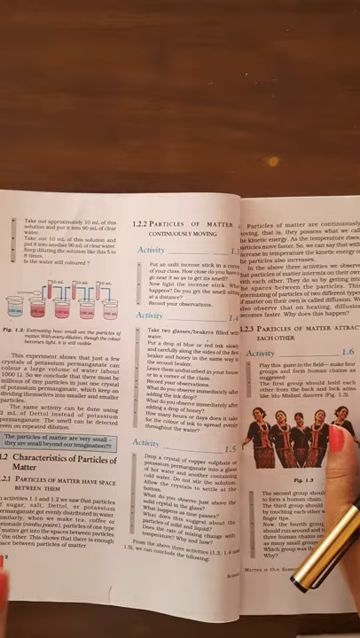 Take out approximately 10 mL of this
solution and put it into 90 mL of clear
water.
Take out 10 mL of this solution and
put it into another 90 mL of clear water.
Keep diluting the solution like this 5 to
8 times.
Is the water still coloured ?
Fig. 1.2: Estimating how small are the particles of
matter. With every dilution, though the colour
becomes light, it is still visible.
This experiment shows that just a few
crystals of potassium permanganate can
colour a large volume of water (about
1000 L). So we conclude that there must be
millions of tiny particles in just one crystal
of potassium permanganate, which keep on
dividing themselves into smaller and smaller
particles.
The same activity can be done using
2 mL of Dettol instead of potassium
permanganate. The smell can be detected
even on repeated dilution.
The particles of matter are very small –
they are small beyond our imagination!!!!
1.2 Characteristics of Particles of
Matter
1.2.1 PARTICLES OF MATTER HAVE SPACE
BETWEEN THEM
In activities 1.1 and 1.2 we saw that particles
of sugar, salt, Dettol, or potassium
permanganate got evenly distributed in water.
Similarly, when we make tea, coffee or
lemonade (nimbu paani), particles of one type
of matter get into the spaces between particles
of the other. This shows that there is enough
space between particles of matter.
1.2.2 PARTICLES OF MATTER
CONTINUOUSLY MOVING
Activity
Put an unlit incense stick in a
of your class. How close do you have
go near it so as to get its smell?
Now light the incense stick. What
happens? Do you get the smell sitting
at a distance?
Record your observations.
Activity 1.4
Take two glasses/beakers filled with
water.
Put a drop of blue or red ink slowly
and carefully along the sides of the first
beaker and honey in the same way in
the second beaker.
Leave them undisturbed in your house
or in a corner of the class.
Record your observations.
What do you observe immediately after
adding the ink drop?
What do you observe immediately after
adding a drop of honey?
How many hours or days does it take
for the colour of ink to spread evenly
throughout the water?
Activity 1.5
Drop a crystal of copper sulphate or
potassium permanganate into a glass
of hot water and another containing
cold water. Do not stir the solution.
Allow the crystals to settle at the
bottom.
What do you observe just above the
solid crystal in the glass?
What happens as time passes?
What does this suggest about the
particles of solid and liquid?
Does the rate of mixing change with
temperature? Why and how?
From the above three activities (1.3, 1.4 and
1.5), we can conclude the following:
Particles of matter are continuously
moving, that is, they possess what we call
the kinetic energy. As the temperature rises,
particles move faster. So, we can say that with
increase in temperature the kinetic energy of
the particles also increases.
In the above three activities we observe
that particles of matter intermix on their own
with each other. They do so by getting into
the spaces between the particles. This
intermixing of particles of two different types
of matter on their own is called diffusion. We
also observe that on heating, diffusion
becomes faster. Why does this happen?
1.2.3 PARTICLES OF MATTER ATTRACT
EACH OTHER
Activity 1.6
Play this game in the field— make four
groups and form human chains as
suggested:
The first group should hold each
other from the back and lock arms
like Idu-Mishmi dancers (Fig. 1.3).
Fig. 1.3
The second group
to form a human chain.
The third group
by touching each other
finger tips.
Now, the fourth group
should run around and
three human chains
as many small groups
Which group was
Why?